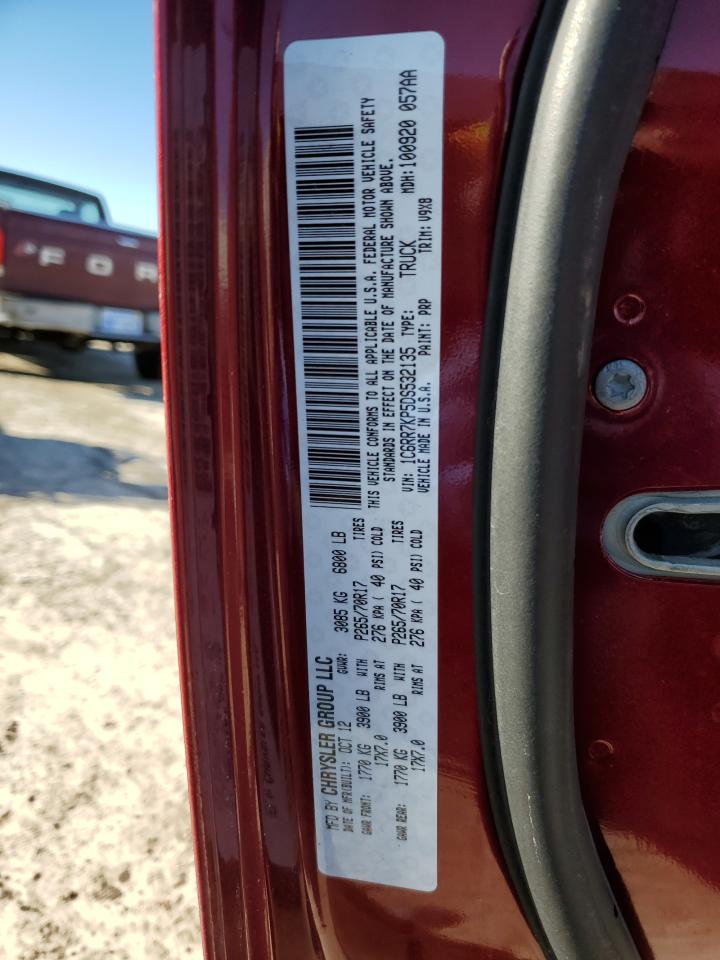 MFD BY CHRYSLER GROUP LLC
DATE OF MFR(BUILT): OCT 12 GVWR: 3085 KG 6800 LB
GAWR FRONT: 1770 KG 3900 LB WITH P265/70R17 TIRES
17X7.0 RIMS AT 276 KPA ( 40 PSI) COLD
GAWR REAR: 1770 KG 3900 LB WITH P265/70R17 TIRES
17X7.0 RIMS AT 276 KPA ( 40 PSI) COLD
THIS VEHICLE CONFORMS TO ALL APPLICABLE U.S.A. FEDERAL MOTOR VEHICLE SAFETY
STANDARDS IN EFFECT ON THE DATE OF MANUFACTURE SHOWN ABOVE.
VIN: 1C6RR7KP5DS532135 TYPE: TRUCK MDH: 100920 057AA
VEHICLE MADE IN U.S.A. PAINT: PRP TRIM: V9X8
FOR